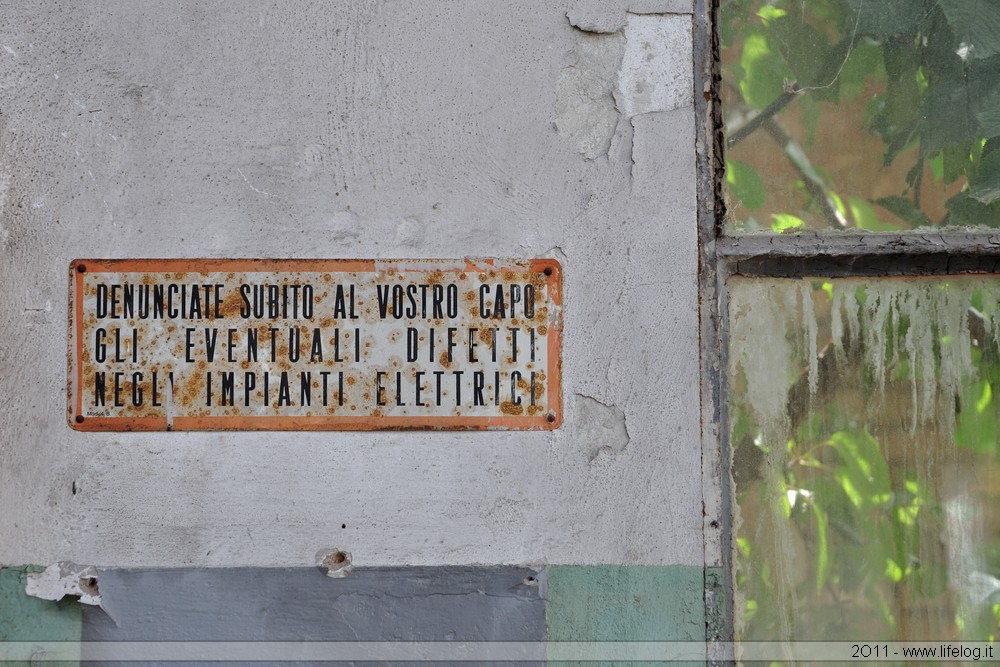 DENUNCIATE SUBITO AL VOSTRO CAPO
GLI EVENTUALI DIFETTI
NEGLI IMPIANTI ELETTRICI
2011 - www.lifelog.it